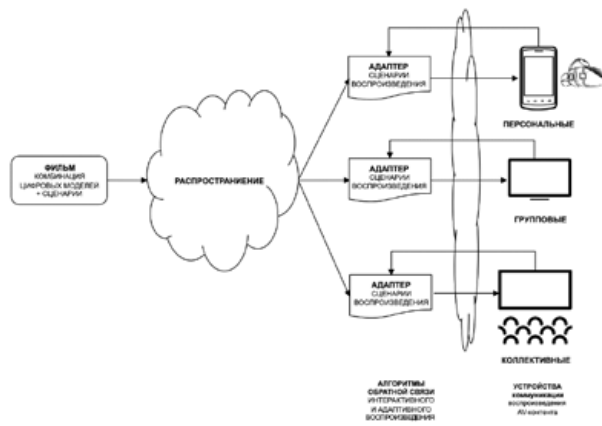 АДАПТЕР
СЦЕНАРИИ
ВОСПРОИЗВЕДЕНИЯ
ПЕРСОНАЛЬНЫЕ
ФИЛЬМ
КОМБИНАЦИЯ
ЦИФРОВЫХ МОДЕЛЕЙ
+ СЦЕНАРИИ
РАСПРОСТРАНИЕНИЕ
АДАПТЕР
СЦЕНАРИИ
ВОСПРОИЗВЕДЕНИЯ
ГРУППОВЫЕ
АДАПТЕР
СЦЕНАРИИ
ВОСПРОИЗВЕДЕНИЯ
КОЛЛЕКТИВНЫЕ
АЛГОРИТМЫ
ОБРАТНОЙ СВЯЗИ
ИНТЕРАКТИВНОГО
И АДАПТИВНОГО
ВОСПРОИЗВЕДЕНИЯ
УСТРОЙСТВА
коммуникации
воспроизведения
AV-контента